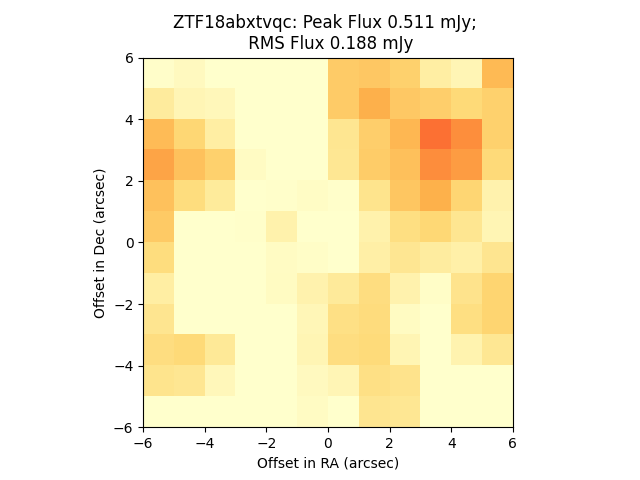 ZTF18abxtvqc: Peak Flux 0.511 mJy;
RMS Flux 0.188 mJy
6
4
2
0
−2
−4
−6
Offset in Dec (arcsec)
−6 −4 −2 0 2 4 6
Offset in RA (arcsec)